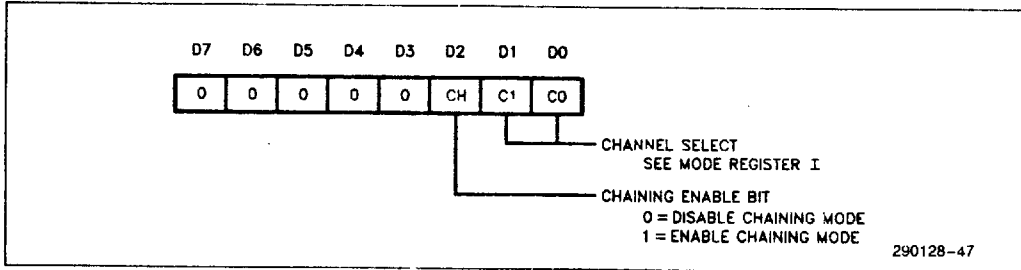 D7 D6 D5 D4 D3 D2 D1 D0
0 0 0 0 0 CH C1 C0
CHANNEL SELECT
SEE MODE REGISTER I
CHAINING ENABLE BIT
0 = DISABLE CHAINING MODE
1 = ENABLE CHAINING MODE
290128-47